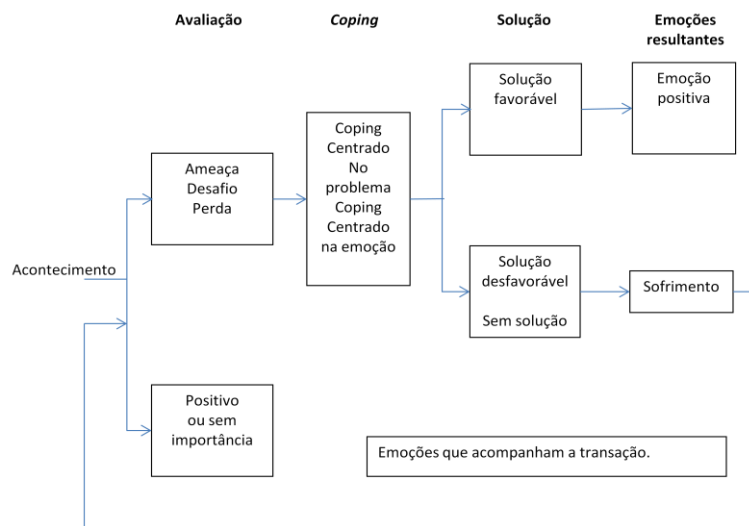 Avaliação
Coping
Solução
Emoções
resultantes
Solução
favorável
Emoção
positiva
Coping
Centrado
No
problema
Coping
Centrado
na emoção
Ameaça
Desafio
Perda
Acontecimento
Solução
desfavorável
Sem solução
Sofrimento
Positivo
ou sem
importância
Emoções que acompanham a transação.